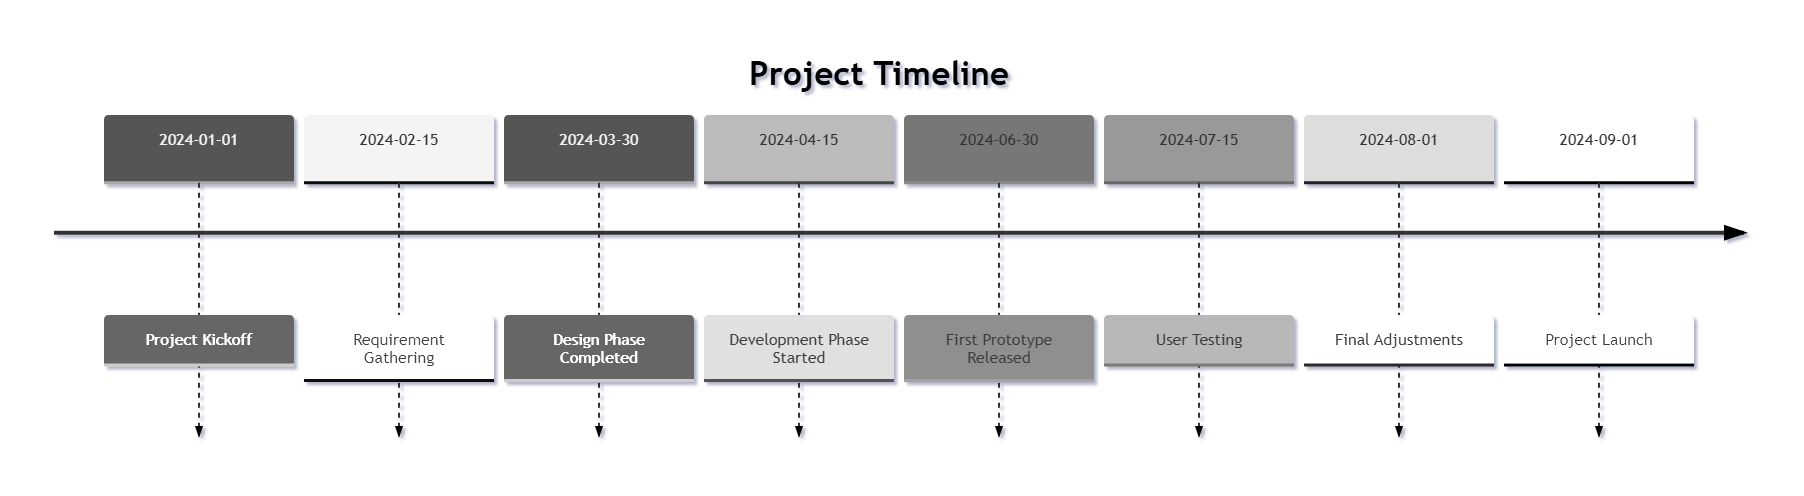 Project Timeline
2024-01-01
2024-02-15
2024-03-30
2024-04-15
2024-06-30
2024-07-15
2024-08-01
2024-09-01
Project Kickoff
Requirement
Gathering
Design Phase
Completed
Development Phase
Started
First Prototype
Released
User Testing
Final Adjustments
Project Launch